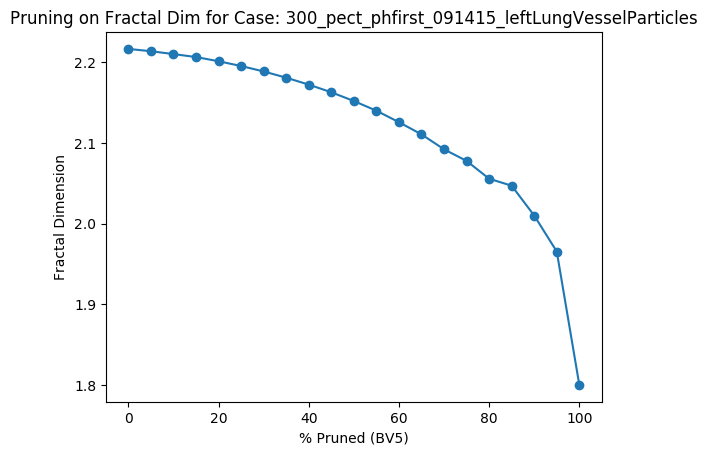 Pruning on Fractal Dim for Case: 300_pect_phfirst_091415_leftLungVesselParticles
Fractal Dimension
2.2
2.1
2.0
1.9
1.8
0 20 40 60 80 100
% Pruned (BV5)